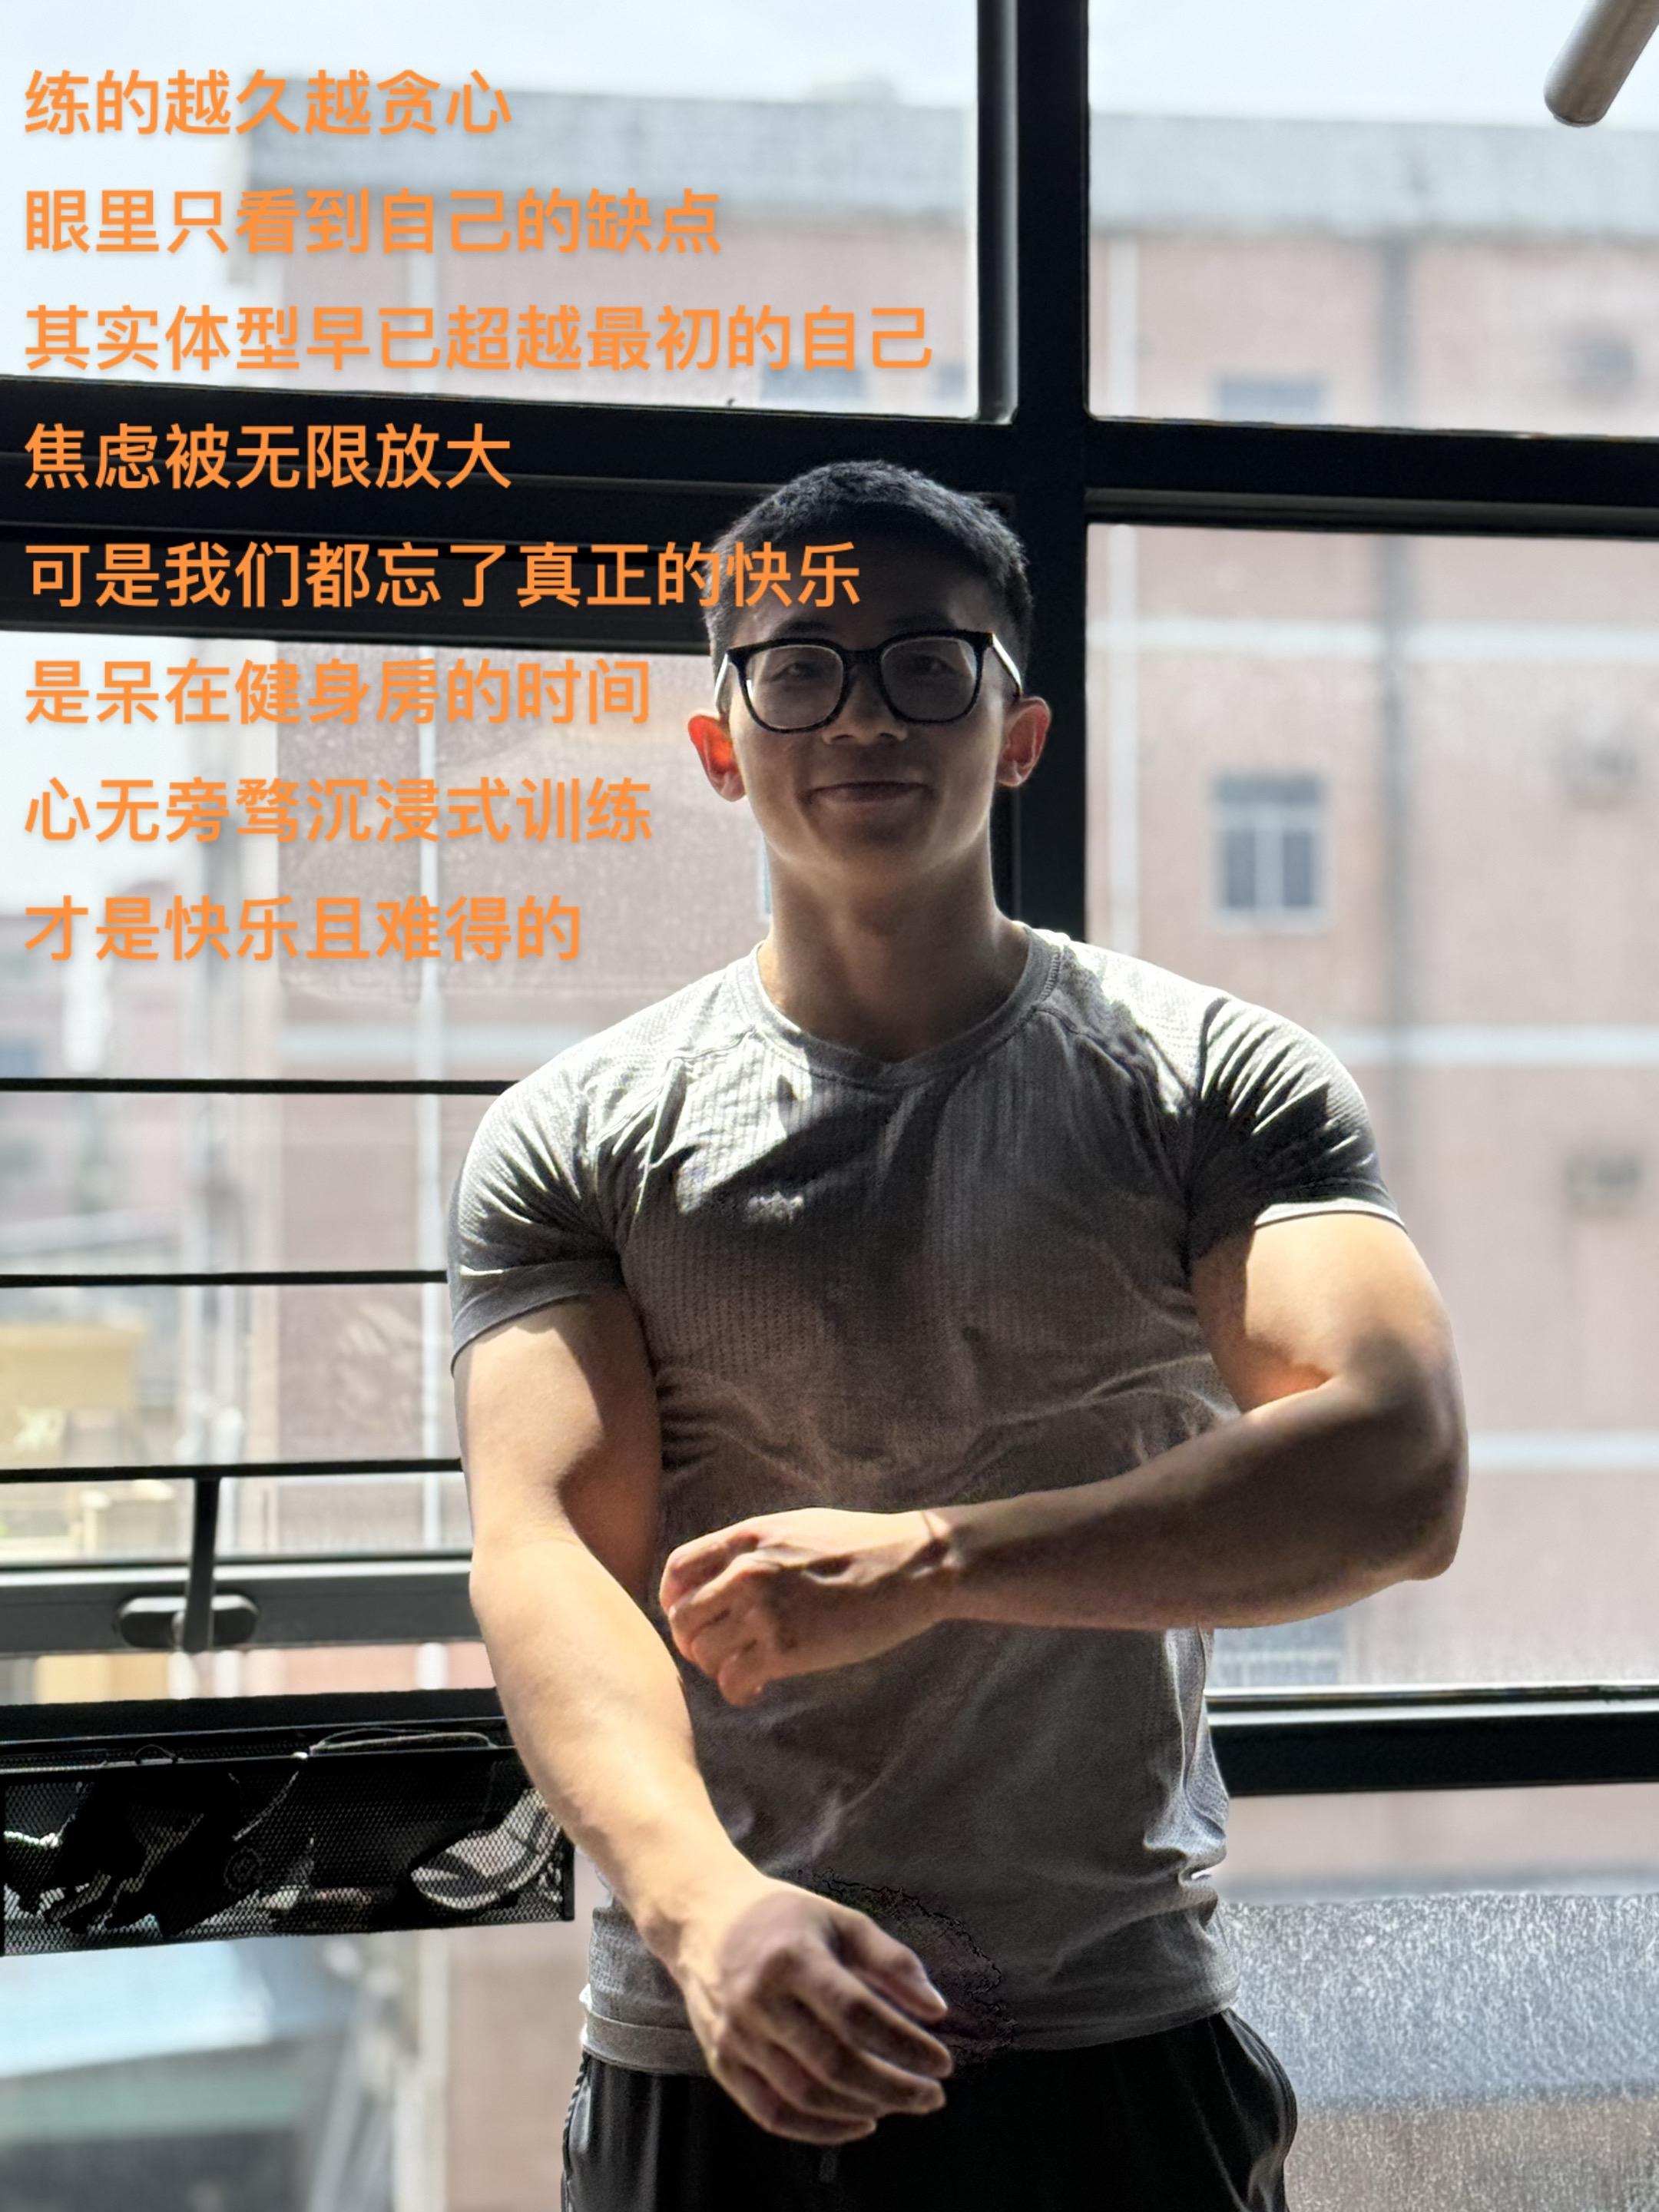 练的越久越贪心
眼里只看到自己的缺点
其实体型早已超越最初的自己
焦虑被无限放大
可是我们都忘了真正的快乐
是呆在健身房的时间
心无旁骛沉浸式训练
才是快乐且难得的